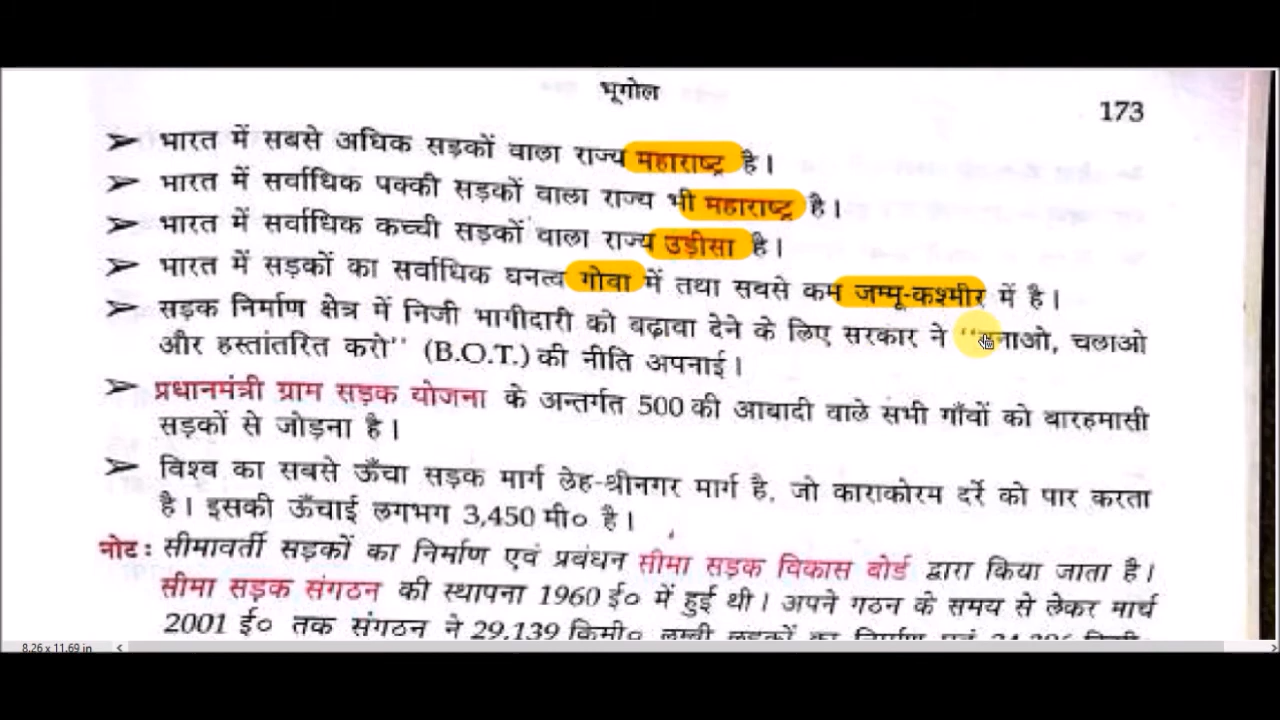 भूगोल
173
➤ भारत में सबसे अधिक सड़कों वाला राज्य महाराष्ट्र है।
➤ भारत में सर्वाधिक पक्की सड़कों वाला राज्य भी महाराष्ट्र है।
➤ भारत में सर्वाधिक कच्ची सड़कों वाला राज्य उड़ीसा है।
➤ भारत में सड़कों का सर्वाधिक घनत्व गोवा में तथा सबसे कम जम्मू-कश्मीर में है।
➤ सड़क निर्माण क्षेत्र में निजी भागीदारी को बढ़ावा देने के लिए सरकार ने ‘‘बनाओ, चलाओ
और हस्तांतरित करो’’ (B.O.T.) की नीति अपनाई।
➤ प्रधानमंत्री ग्राम सड़क योजना के अन्तर्गत 500 की आबादी वाले सभी गाँवों को बारहमासी
सड़कों से जोड़ना है।
➤ विश्व का सबसे ऊँचा सड़क मार्ग लेह-श्रीनगर मार्ग है, जो काराकोरम दर्रे को पार करता
है। इसकी ऊँचाई लगभग 3,450 मी० है।
नोट: सीमावर्ती सड़कों का निर्माण एवं प्रबंधन सीमा सड़क विकास बोर्ड द्वारा किया जाता है।
सीमा सड़क संगठन की स्थापना 1960 ई० में हुई थी। अपने गठन के समय से लेकर मार्च
2001 ई० तक संगठन ने 29,139 किमी०
8.26 x 11.69 in